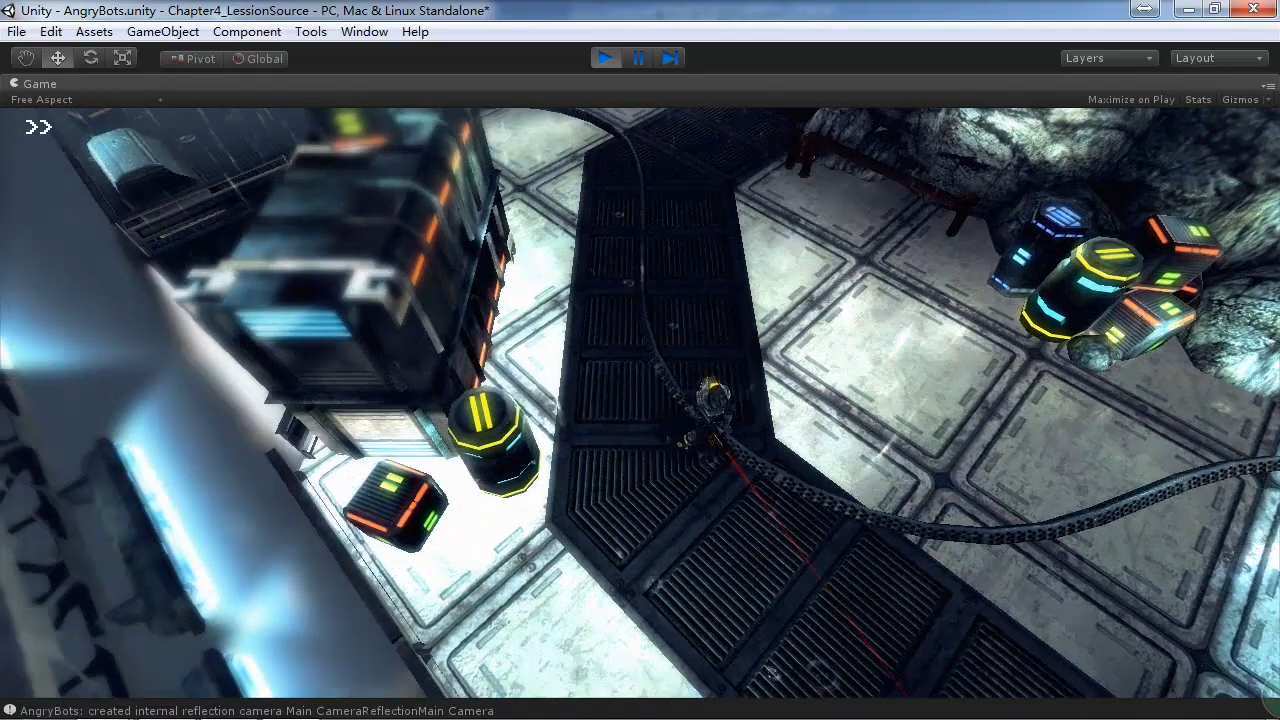 Unity - AngryBots.unity - Chapter4_LessionSource - PC, Mac & Linux Standalone*
File Edit Assets GameObject Component Tools Window Help
Pivot Global Layers Layout
Game
Free Aspect Maximize on Play Stats Gizmos
>>
AngryBots: created internal reflection camera Main CameraReflectionMain Camera